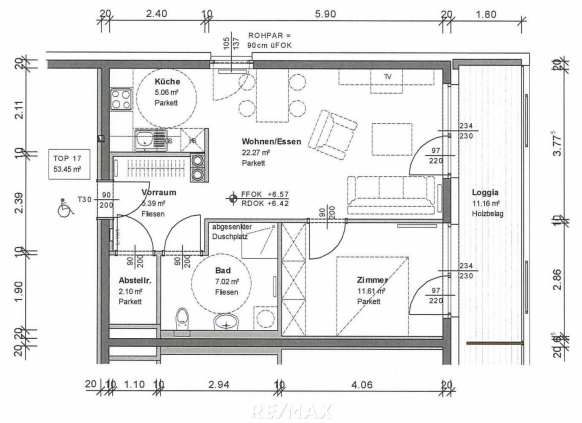 20 2.40 10 5.90 20 1.80
ROHPAR =
90cm üFOK
105
137
20 2.11 10 2.39 10 1.90 20 20
Küche
5.06 m²
Parkett
TV
Wohnen/Essen
22.27 m²
Parkett
234
230
97
220
20 3.77⁵ 10 2.86 20
TOP 17
53.45 m²
T30
90
200
Vorraum
5.39 m²
Fliesen
FFOK +6.57
RDOK +6.42
Loggia
11.16 m²
Holzbelag
90
200
abgesenkter
Duschplatz
90
200
90
200
234
230
97
220
Abstellr.
2.10 m²
Parkett
Bad
7.02 m²
Fliesen
Zimmer
11.61 m²
Parkett
20 10 1.10 10 2.94 10 4.06 20
RE/MAX